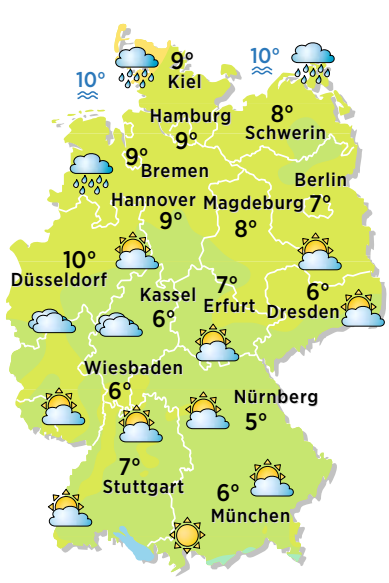 9°
Kiel
10°
10°
Hamburg
9°
8°
Schwerin
9°
Bremen
Berlin
7°
Hannover
9°
Magdeburg
8°
10°
Düsseldorf
Kassel
6°
7°
Erfurt
6°
Dresden
Wiesbaden
6°
Nürnberg
5°
7°
Stuttgart
6°
München